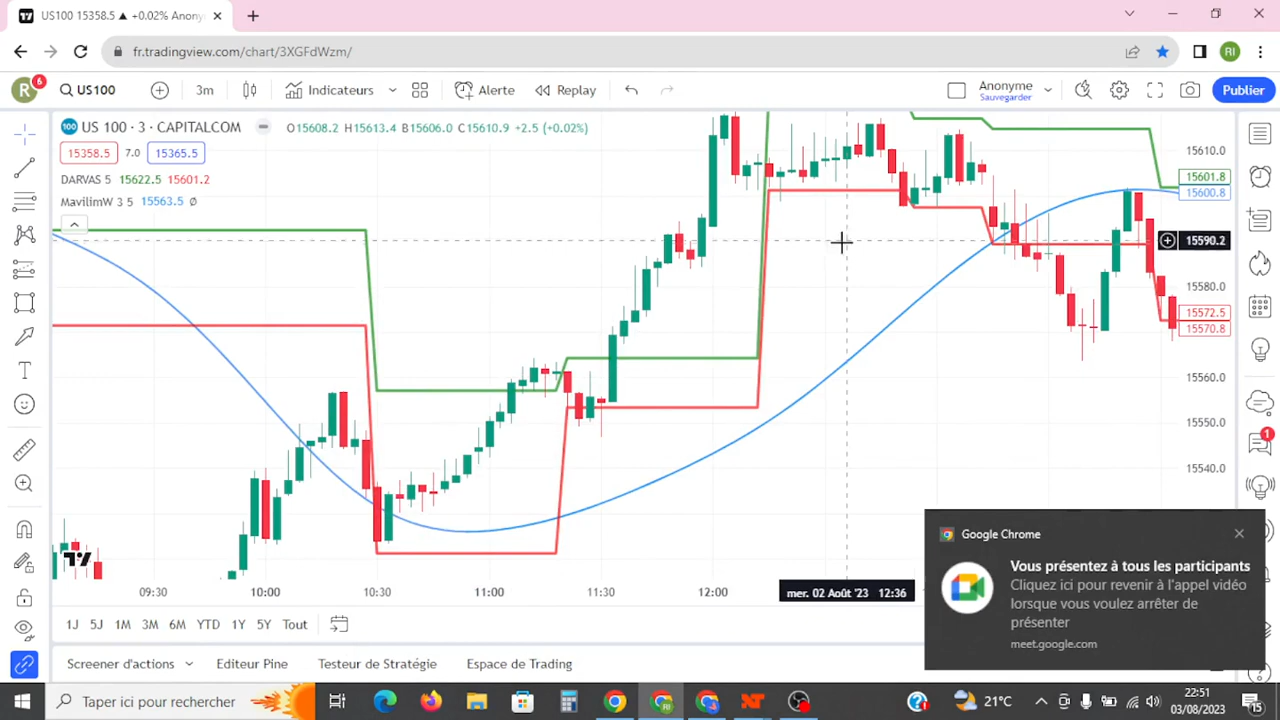 US100 15358.5 ▲ +0.02% Anony
fr.tradingview.com/chart/3XGFdWzm/
RI
R
6
US100
3m
Indicateurs
Alerte
Replay
Anonyme
Sauvegarder
Publier
100
US 100 · 3 · CAPITALCOM
O15608.2 H15613.4 B15606.0 C15610.9 +2.5 (+0.02%)
15358.5
7.0
15365.5
DARVAS 5 15622.5 15601.2
MavilimW 3 5 15563.5 Ø
15610.0
15601.8
15600.8
15590.2
15580.0
15572.5
15570.8
15560.0
15550.0
15540.0
1
09:30
10:00
10:30
11:00
11:30
12:00
mer. 02 Août '23 12:36
Google Chrome
Vous présentez à tous les participants
Cliquez ici pour revenir à l'appel vidéo
lorsque vous voulez arrêter de
présenter
meet.google.com
1J 5J 1M 3M 6M YTD 1Y 5Y Tout
Screener d'actions
Editeur Pine
Testeur de Stratégie
Espace de Trading
Taper ici pour rechercher
21°C
22:51
03/08/2023
15